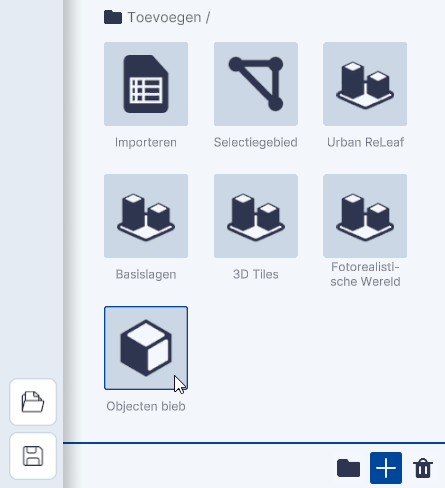 Toevoegen /
Importeren
Selectiegebied
Urban ReLeaf
Basislagen
3D Tiles
Fotorealisti-
sche Wereld
Objecten bieb